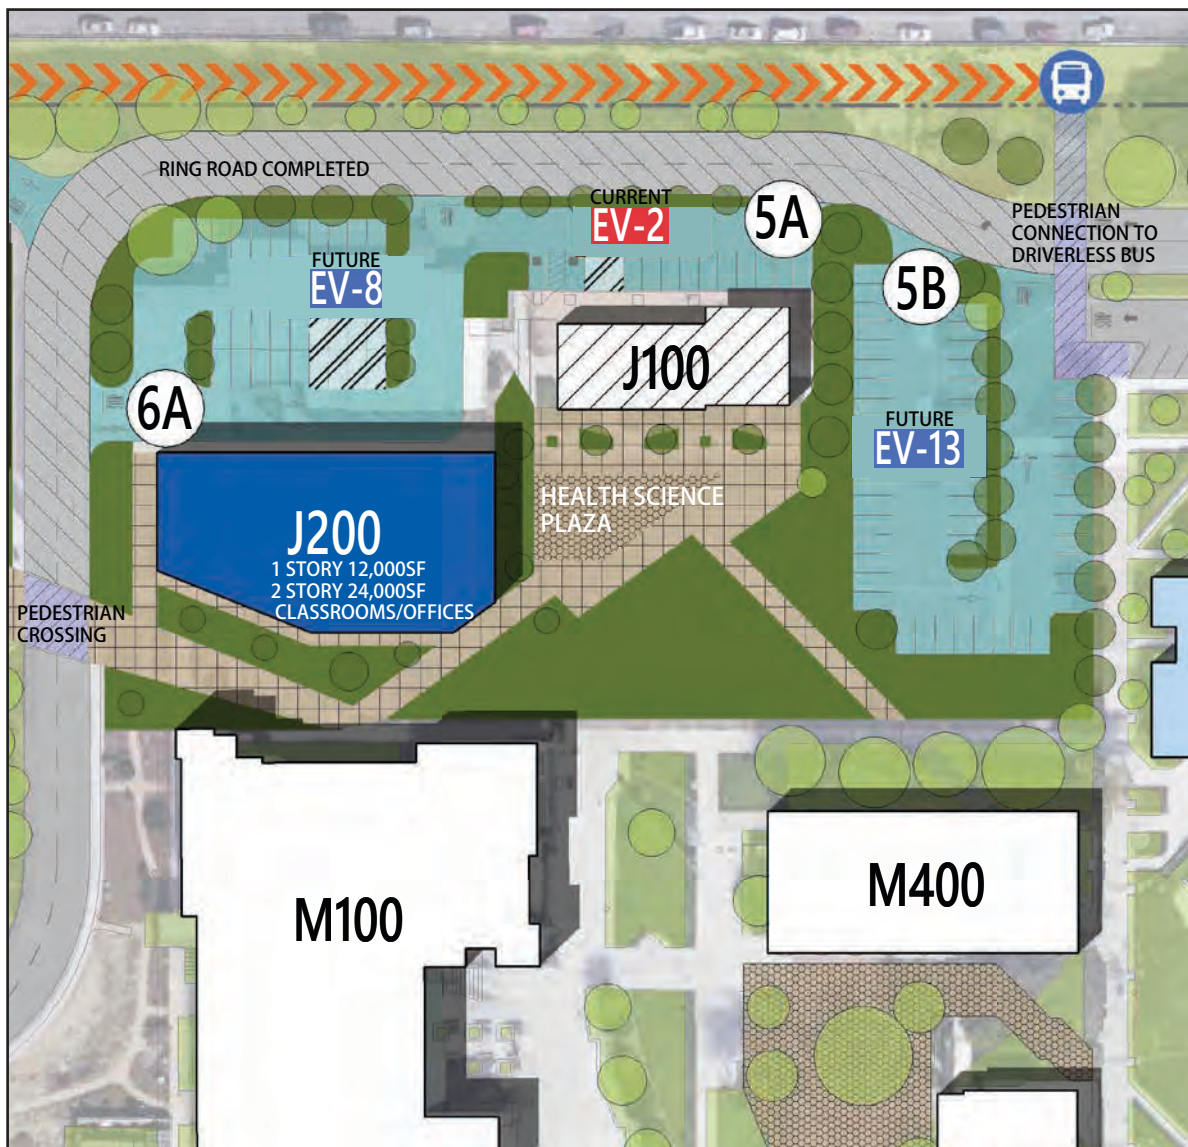 RING ROAD COMPLETED
CURRENT
EV-2
5A
PEDESTRIAN
CONNECTION TO
DRIVERLESS BUS
FUTURE
EV-8
5B
J100
6A
FUTURE
EV-13
HEALTH SCIENCE
PLAZA
J200
1 STORY 12,000SF
2 STORY 24,000SF
CLASSROOMS/OFFICES
PEDESTRIAN
CROSSING
M100
M400